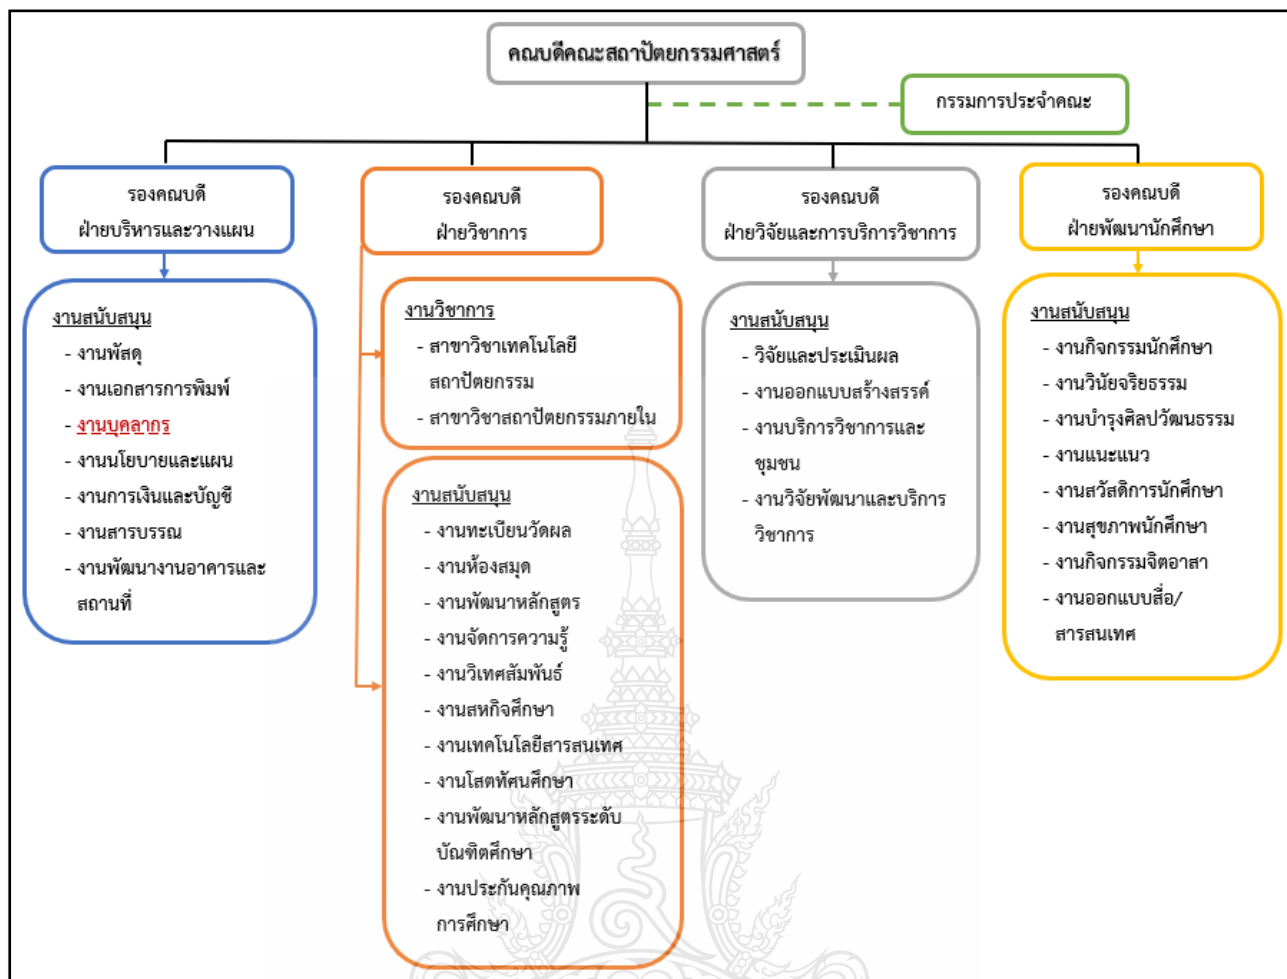 คณบดีคณะสถาปัตยกรรมศาสตร์
กรรมการประจำคณะ
รองคณบดี
ฝ่ายบริหารและวางแผน
งานสนับสนุน
- งานพัสดุ
- งานเอกสารการพิมพ์
- งานบุคลากร
- งานนโยบายและแผน
- งานการเงินและบัญชี
- งานสารบรรณ
- งานพัฒนางานอาคารและ
สถานที่
รองคณบดี
ฝ่ายวิชาการ
งานวิชาการ
- สาขาวิชาเทคโนโลยี
สถาปัตยกรรม
- สาขาวิชาสถาปัตยกรรมภายใน
งานสนับสนุน
- งานทะเบียนวัดผล
- งานห้องสมุด
- งานพัฒนาหลักสูตร
- งานจัดการความรู้
- งานวิเทศสัมพันธ์
- งานสหกิจศึกษา
- งานเทคโนโลยีสารสนเทศ
- งานโสตทัศนศึกษา
- งานพัฒนาหลักสูตรระดับ
บัณฑิตศึกษา
- งานประกันคุณภาพ
การศึกษา
รองคณบดี
ฝ่ายวิจัยและการบริการวิชาการ
งานสนับสนุน
- วิจัยและประเมินผล
- งานออกแบบสร้างสรรค์
- งานบริการวิชาการและ
ชุมชน
- งานวิจัยพัฒนาและบริการ
วิชาการ
รองคณบดี
ฝ่ายพัฒนานักศึกษา
งานสนับสนุน
- งานกิจกรรมนักศึกษา
- งานวินัยจริยธรรม
- งานบำรุงศิลปวัฒนธรรม
- งานแนะแนว
- งานสวัสดิการนักศึกษา
- งานสุขภาพนักศึกษา
- งานกิจกรรมจิตอาสา
- งานออกแบบสื่อ/
สารสนเทศ